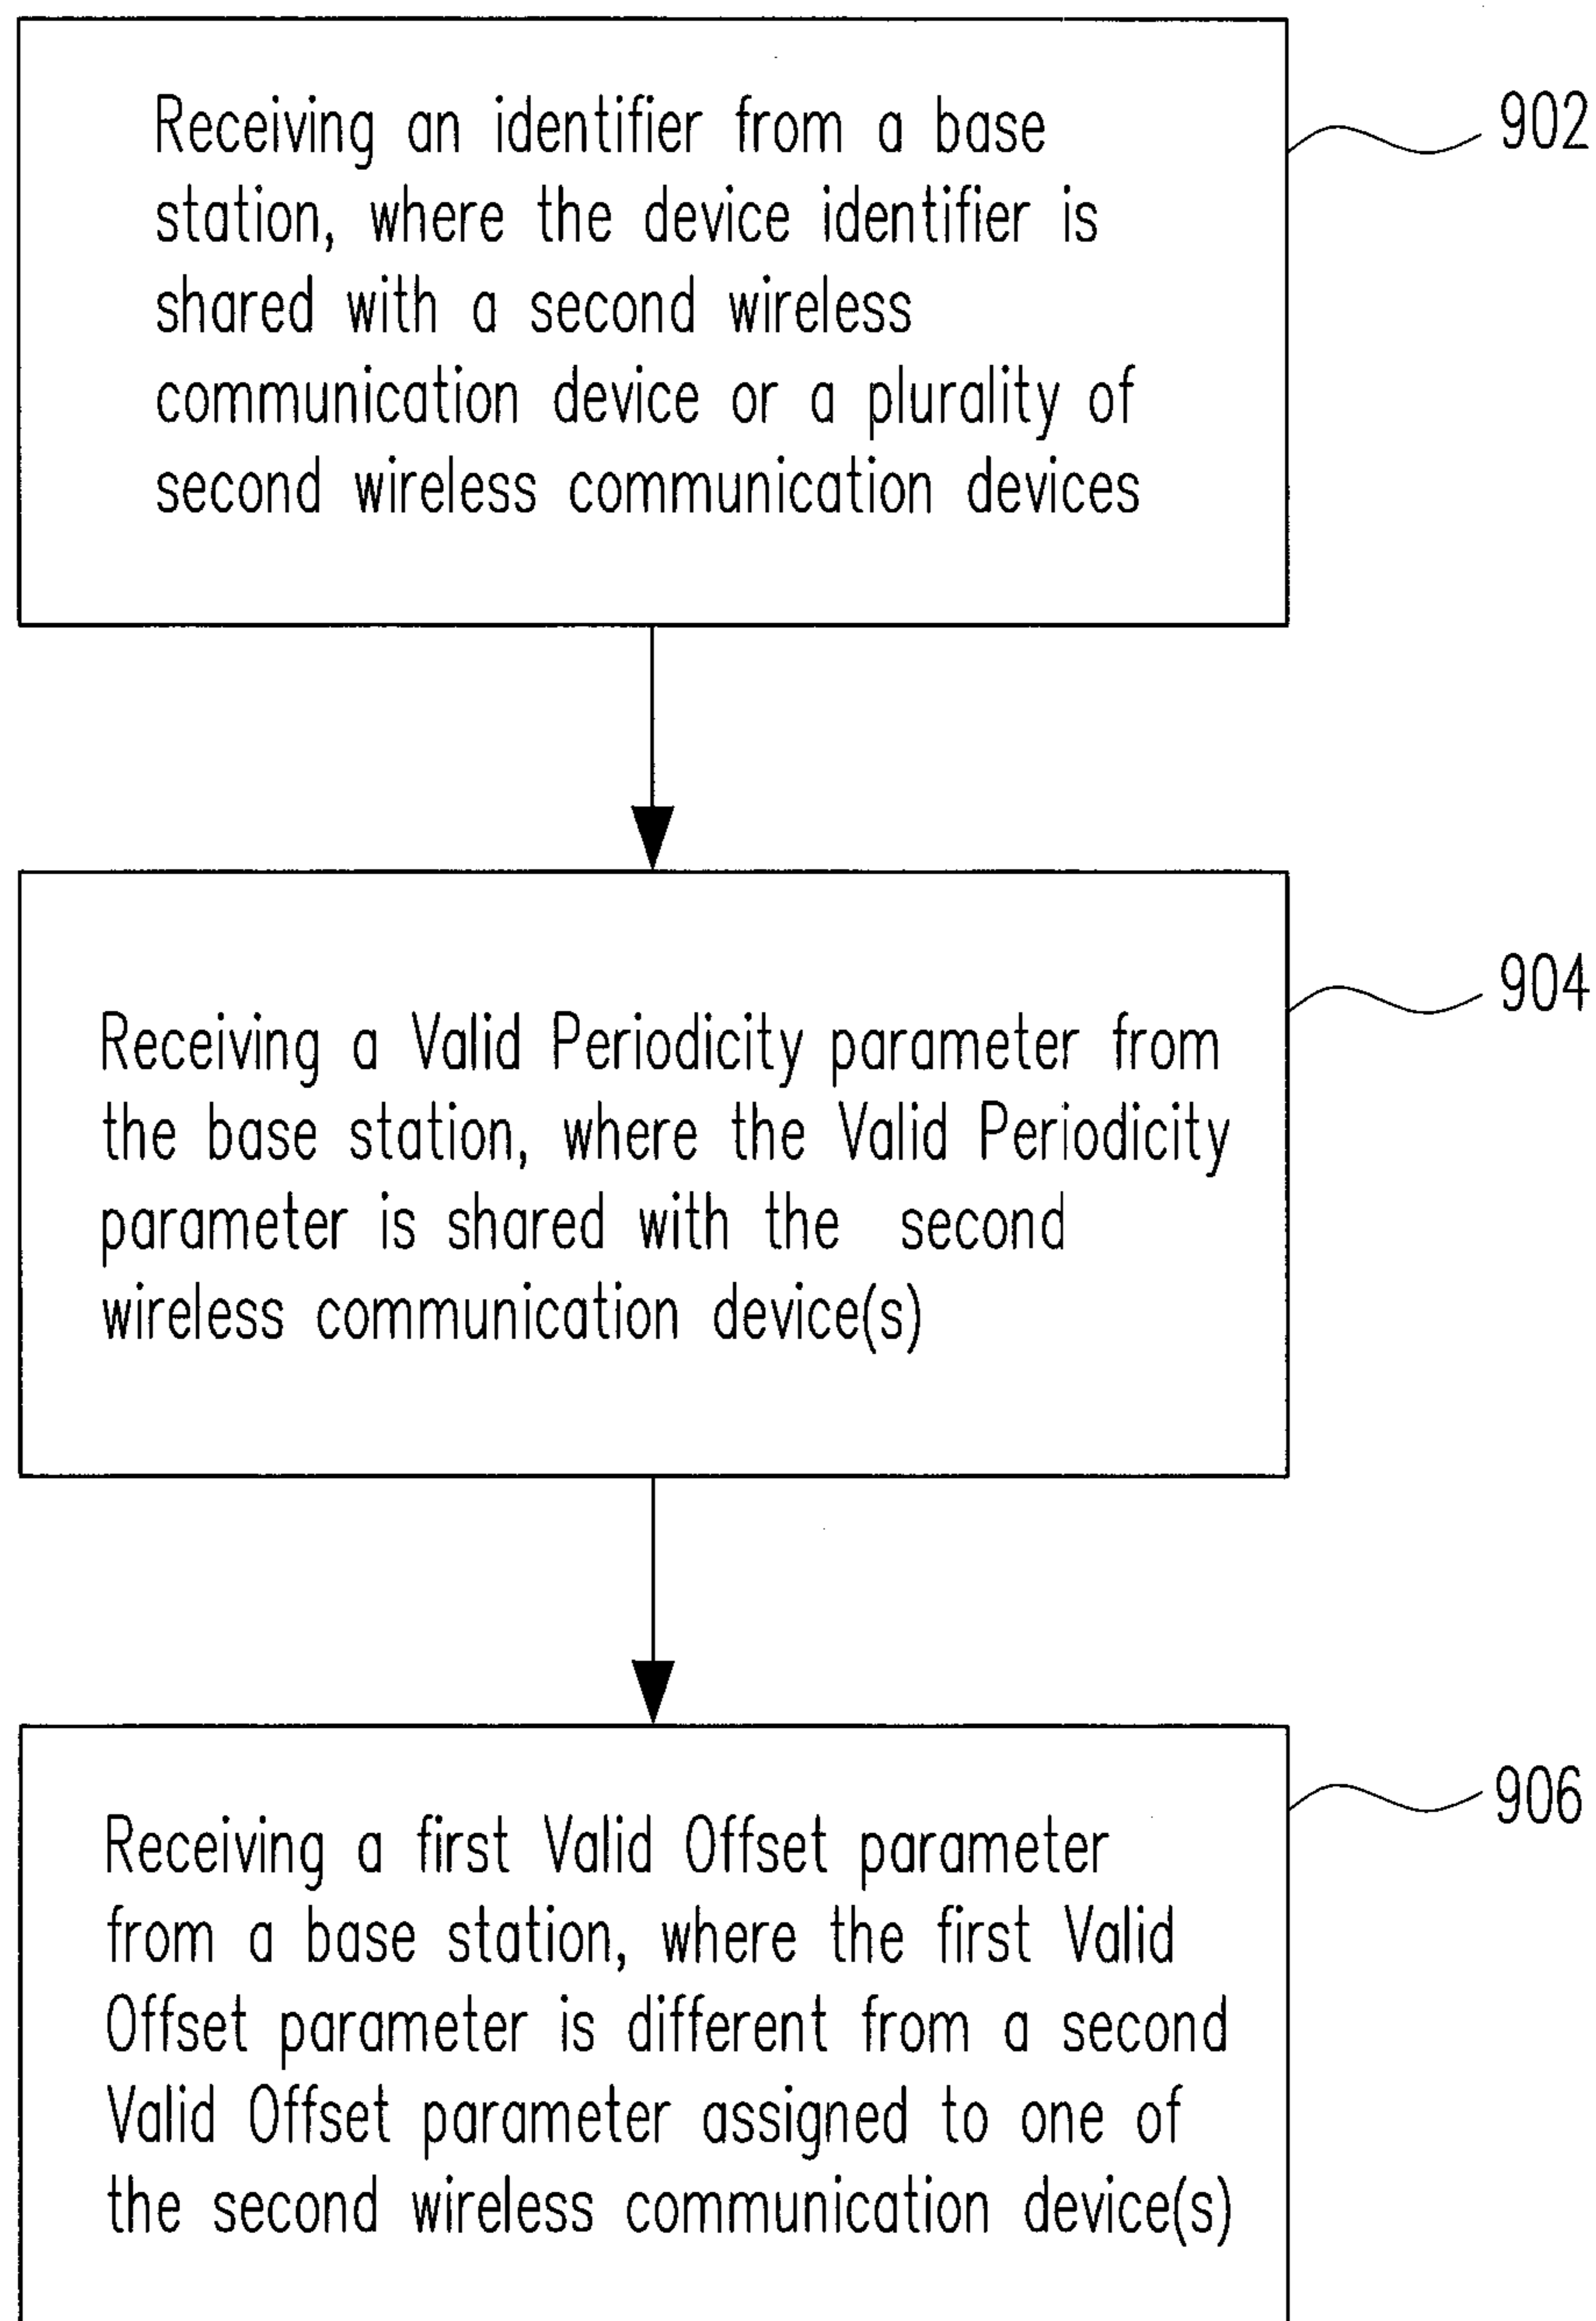 Receiving an identifier from a base
station, where the device identifier is
shared with a second wireless
communication device or a plurality of
second wireless communication devices
902
Receiving a Valid Periodicity parameter from
the base station, where the Valid Periodicity
parameter is shared with the second
wireless communication device(s)
904
Receiving a first Valid Offset parameter
from a base station, where the first Valid
Offset parameter is different from a second
Valid Offset parameter assigned to one of
the second wireless communication device(s)
906